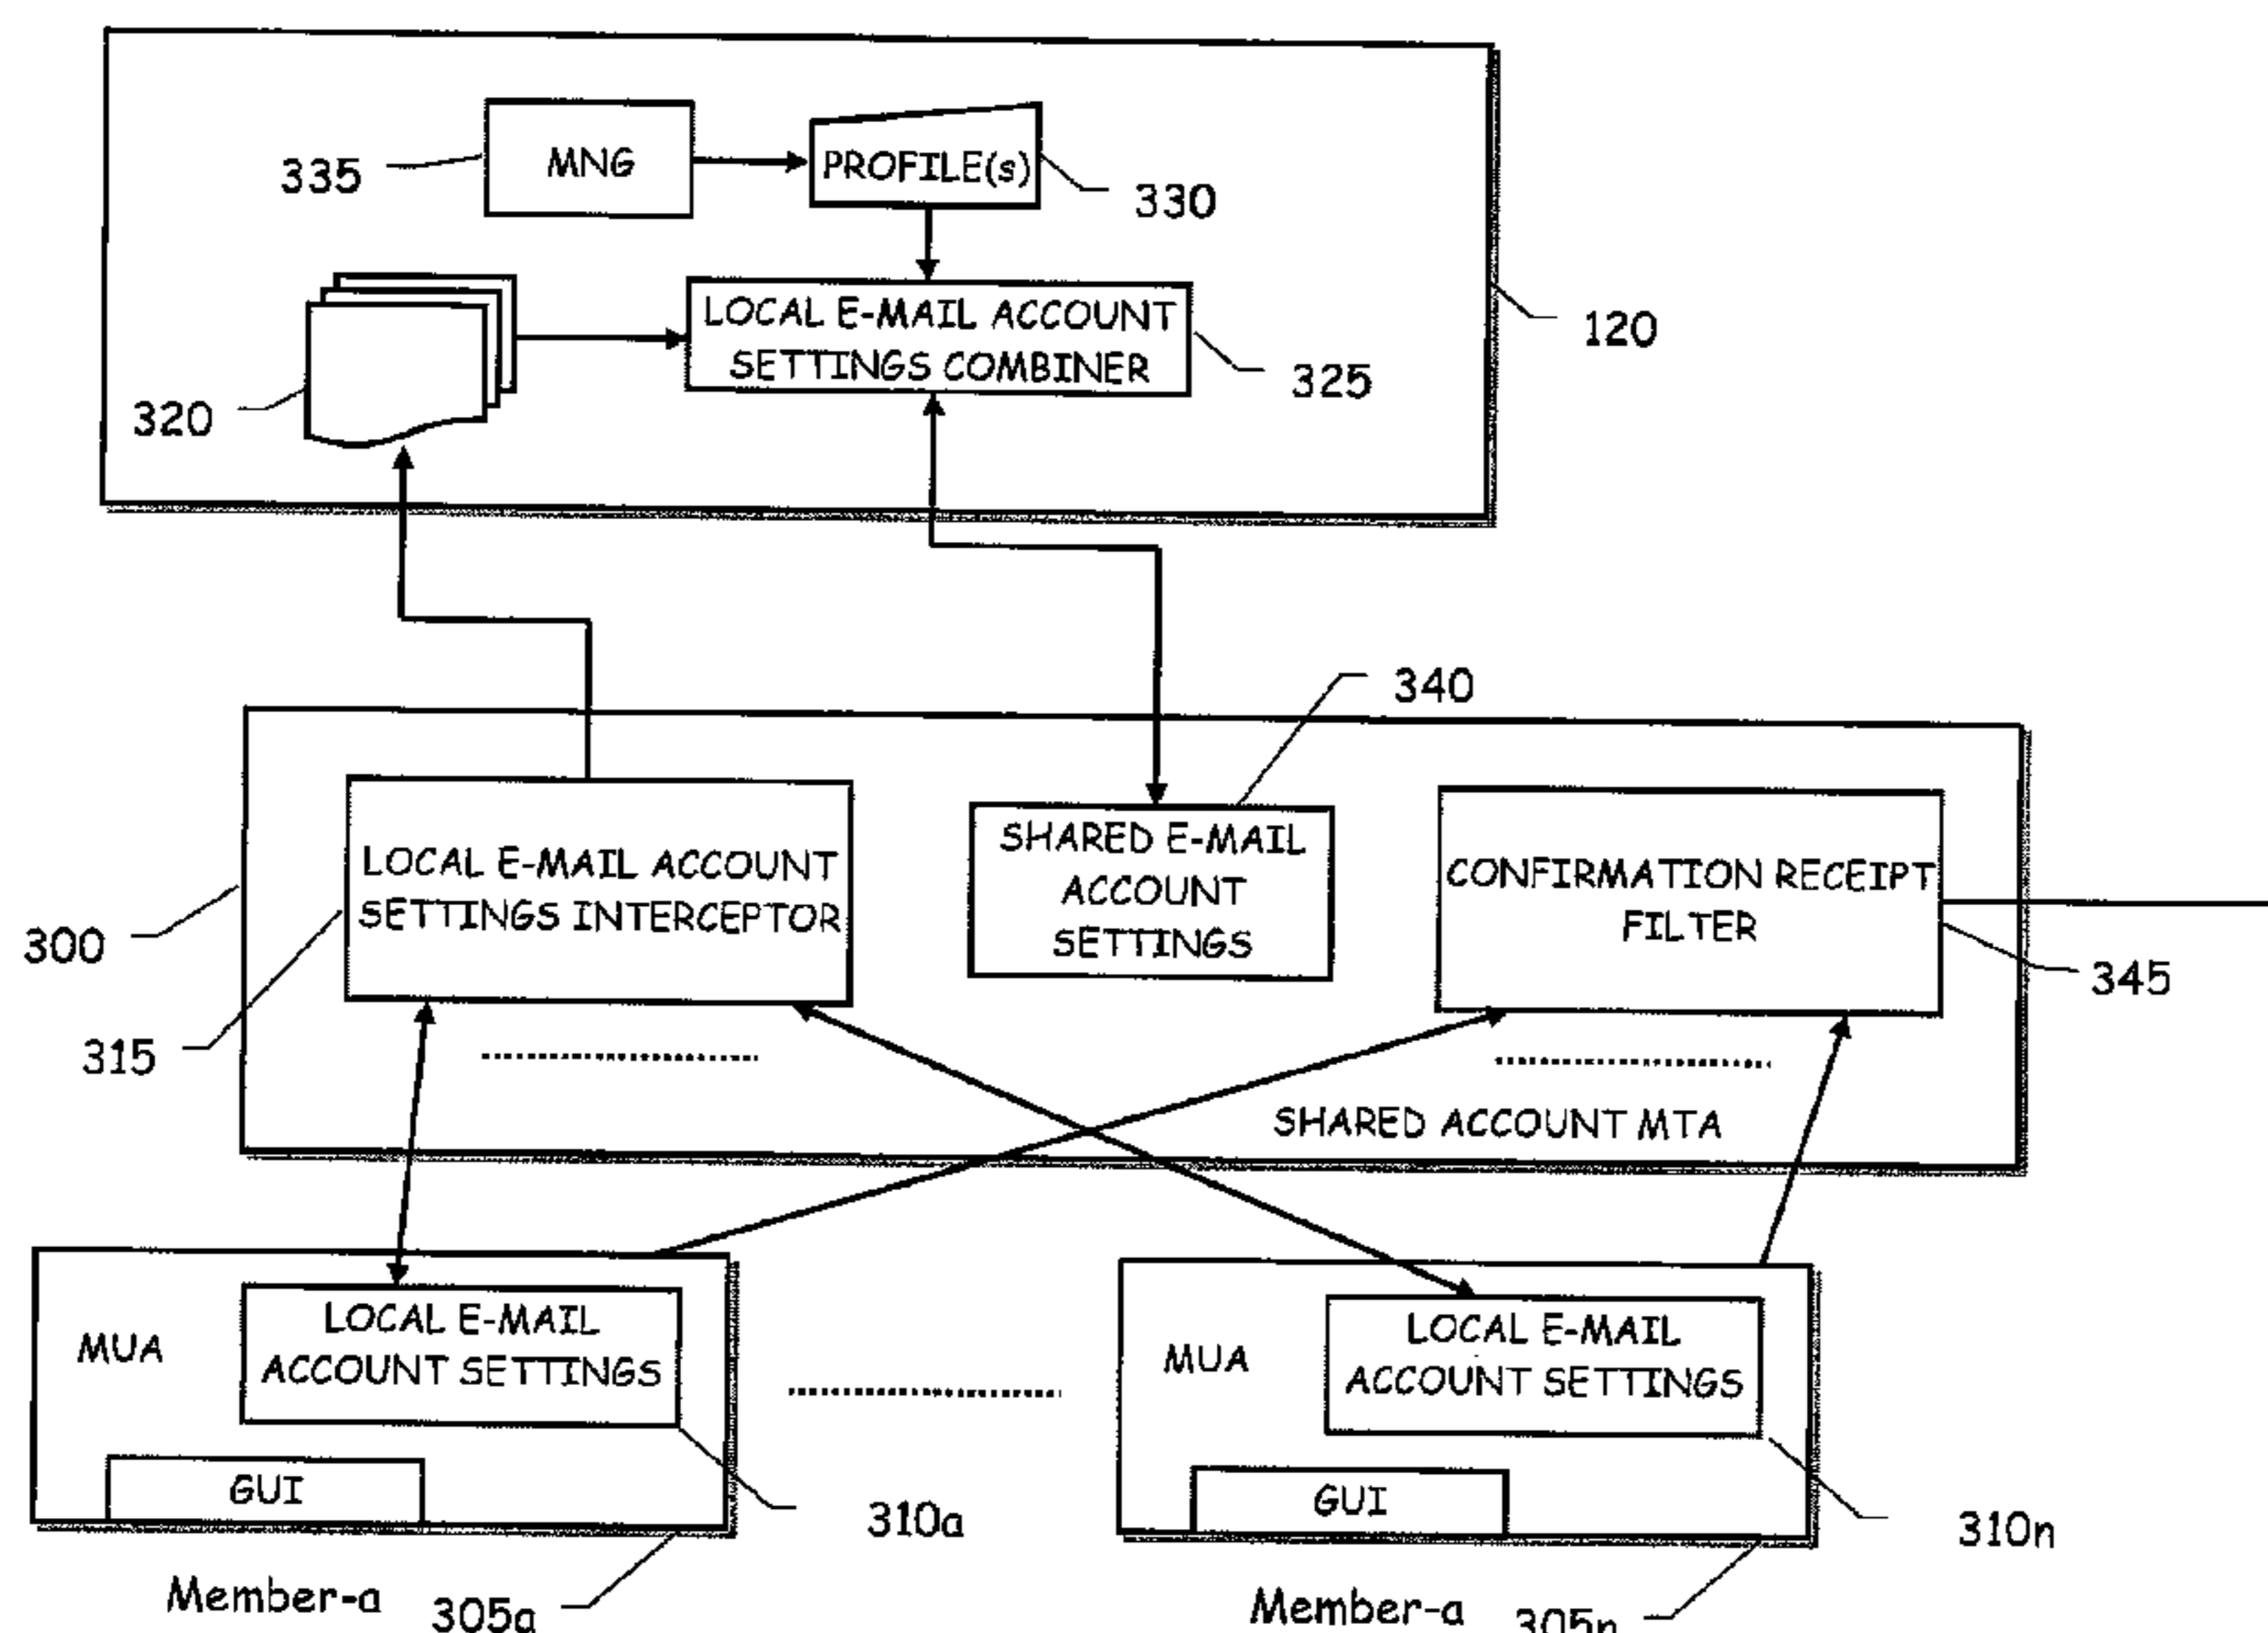 MNG
PROFILE(s)
335
330
LOCAL E-MAIL ACCOUNT
SETTINGS COMBINER
120
325
320
340
LOCAL E-MAIL ACCOUNT
SETTINGS INTERCEPTOR
SHARED E-MAIL
ACCOUNT
SETTINGS
CONFIRMATION RECEIPT
FILTER
300
345
315
SHARED ACCOUNT MTA
MUA
LOCAL E-MAIL
ACCOUNT SETTINGS
GUI
310a
MUA
LOCAL E-MAIL
ACCOUNT SETTINGS
GUI
310n
Member-a
305a
Member-a
305n